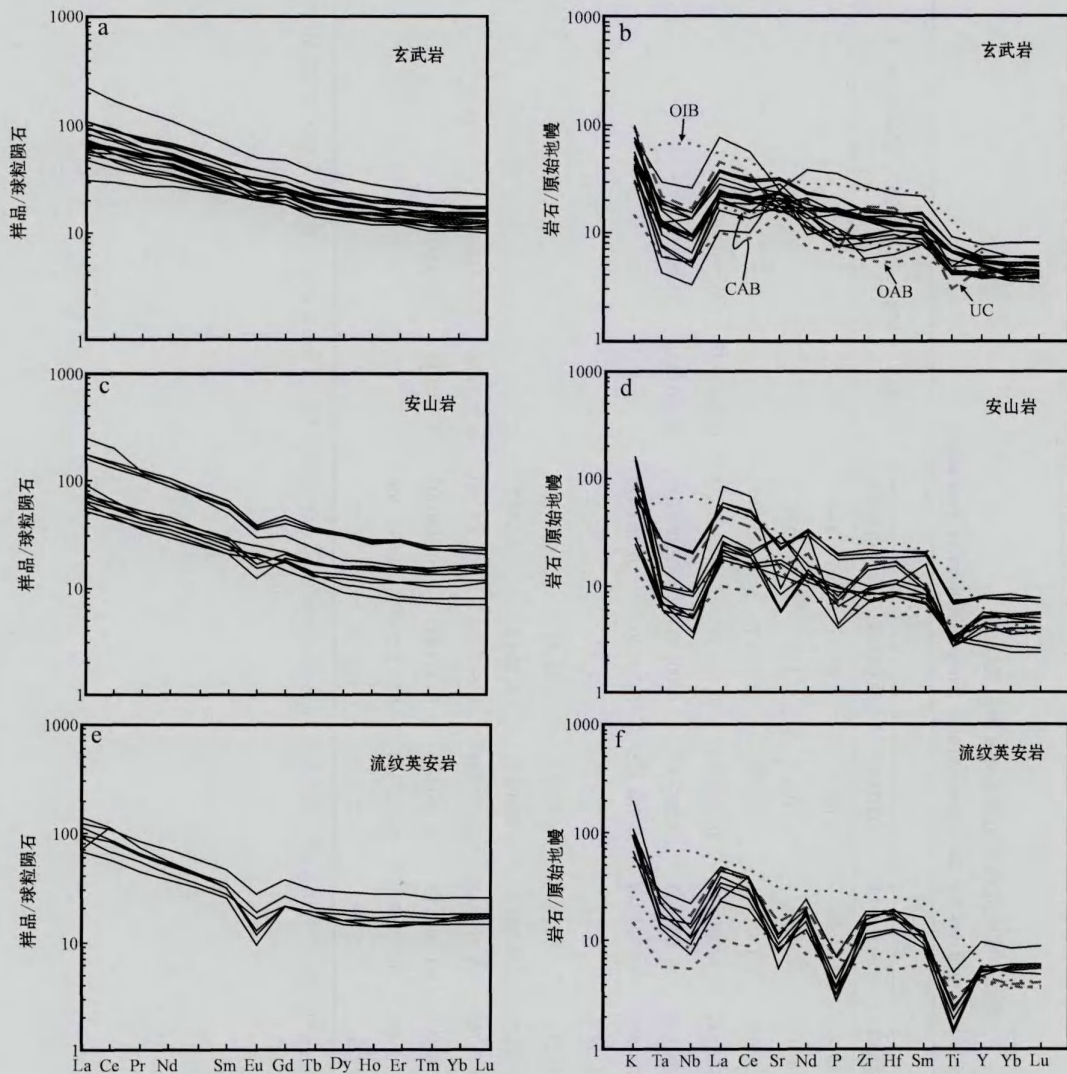 a
玄武岩
1000
100
10
1
样品/球粒陨石
b
玄武岩
1000
100
10
1
岩石/原始地幔
OIB
CAB
OAB
UC
c
安山岩
1000
100
10
1
样品/球粒陨石
d
安山岩
1000
100
10
1
岩石/原始地幔
e
流纹英安岩
1000
100
10
1
样品/球粒陨石
La Ce Pr Nd Sm Eu Gd Tb Dy Ho Er Tm Yb Lu
f
流纹英安岩
1000
100
10
1
岩石/原始地幔
K Ta Nb La Ce Sr Nd P Zr Hf Sm Ti Y Yb Lu